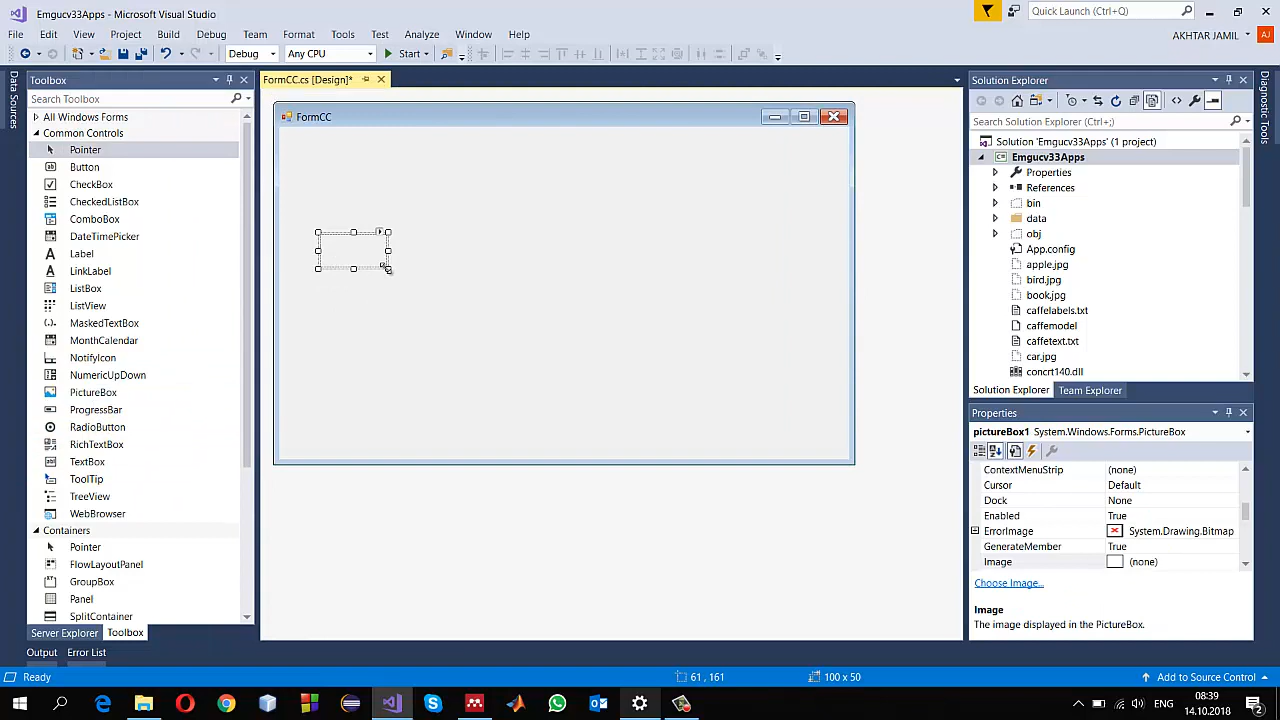 Emgucv33Apps - Microsoft Visual Studio
Quick Launch (Ctrl+Q)
File Edit View Project Build Debug Team Format Tools Test Analyze Window Help
AKHTAR JAMIL AJ
Debug Any CPU Start
Data Sources
Toolbox
Search Toolbox
All Windows Forms
Common Controls
Pointer
Button
CheckBox
CheckedListBox
ComboBox
DateTimePicker
Label
LinkLabel
ListBox
ListView
MaskedTextBox
MonthCalendar
NotifyIcon
NumericUpDown
PictureBox
ProgressBar
RadioButton
RichTextBox
TextBox
ToolTip
TreeView
WebBrowser
Containers
Pointer
FlowLayoutPanel
GroupBox
Panel
SplitContainer
Server Explorer Toolbox
Output Error List
FormCC.cs [Design]*
FormCC
Solution Explorer
Search Solution Explorer (Ctrl+;)
Solution 'Emgucv33Apps' (1 project)
Emgucv33Apps
Properties
References
bin
data
obj
App.config
apple.jpg
bird.jpg
book.jpg
caffelabels.txt
caffemodel
caffetext.txt
car.jpg
concrt140.dll
Solution Explorer Team Explorer
Diagnostic Tools
Properties
pictureBox1 System.Windows.Forms.PictureBox
ContextMenuStrip (none)
Cursor Default
Dock None
Enabled True
ErrorImage System.Drawing.Bitmap
GenerateMember True
Image (none)
Choose Image...
Image
The image displayed in the PictureBox.
Ready 61 , 161 100 x 50 Add to Source Control
ENG 08:39
14.10.2018
2